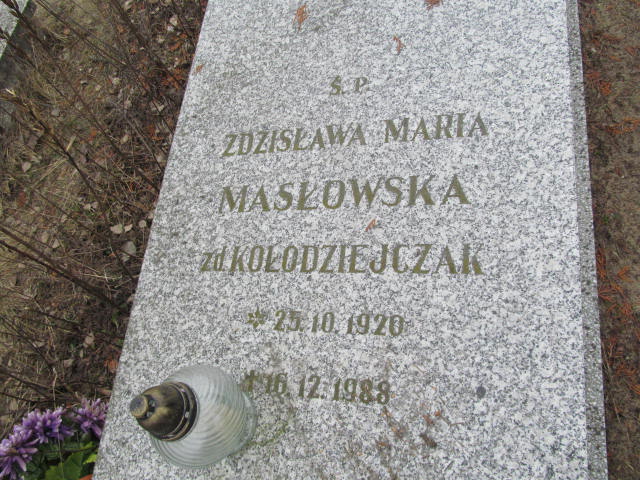 Ś. P.
ZDZISŁAWA MARIA
MASŁOWSKA
zd. KOŁODZIEJCZAK
* 25.10.1920
✝ 16.12.1988